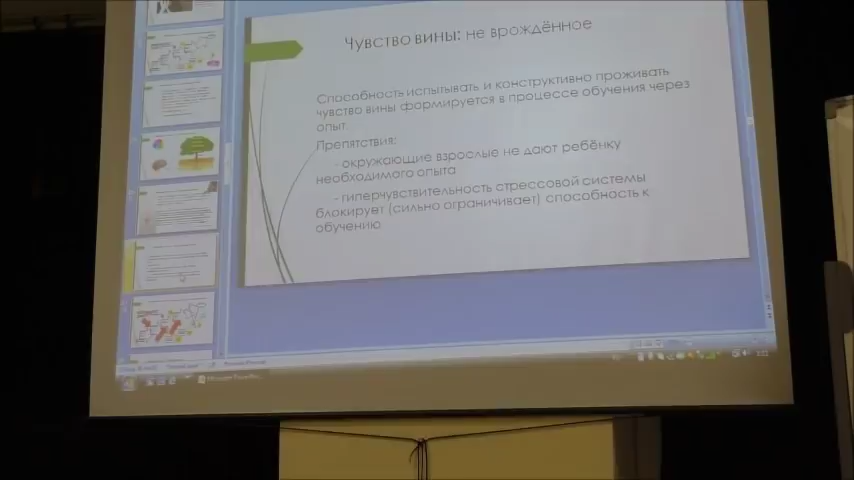 Чувство вины: не врождённое
Способность испытывать и конструктивно проживать
чувство вины формируется в процессе обучения через
опыт.
Препятствия:
- окружающие взрослые не дают ребёнку
необходимого опыта
- гиперчувствительность стрессовой системы
блокирует (сильно ограничивает) способность к
обучению